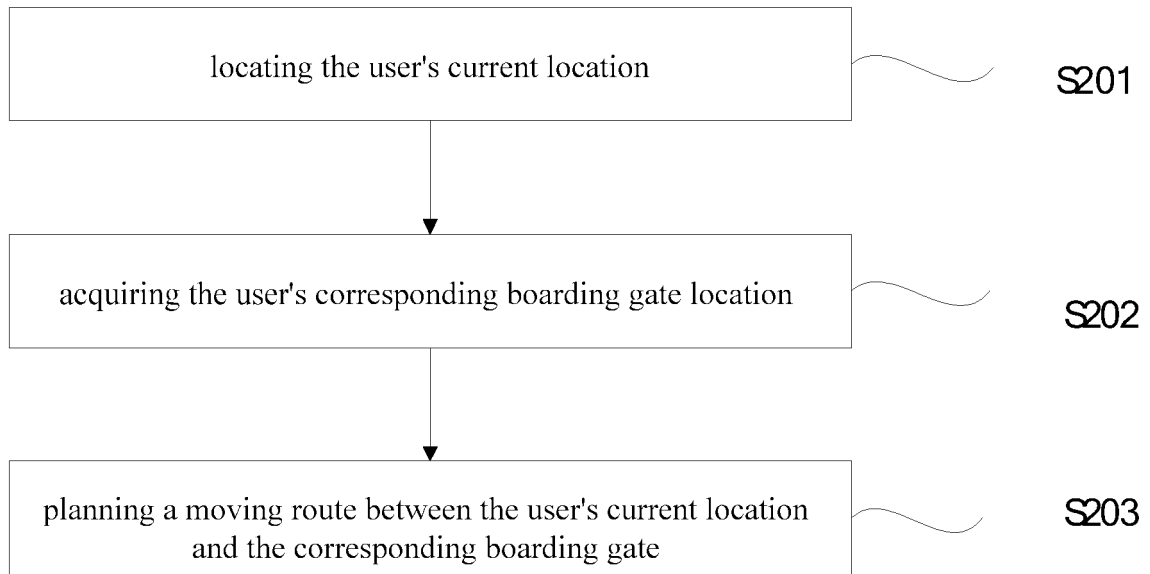 locating the user's current location
S201
acquiring the user's corresponding boarding gate location
S202
planning a moving route between the user's current location
and the corresponding boarding gate
S203